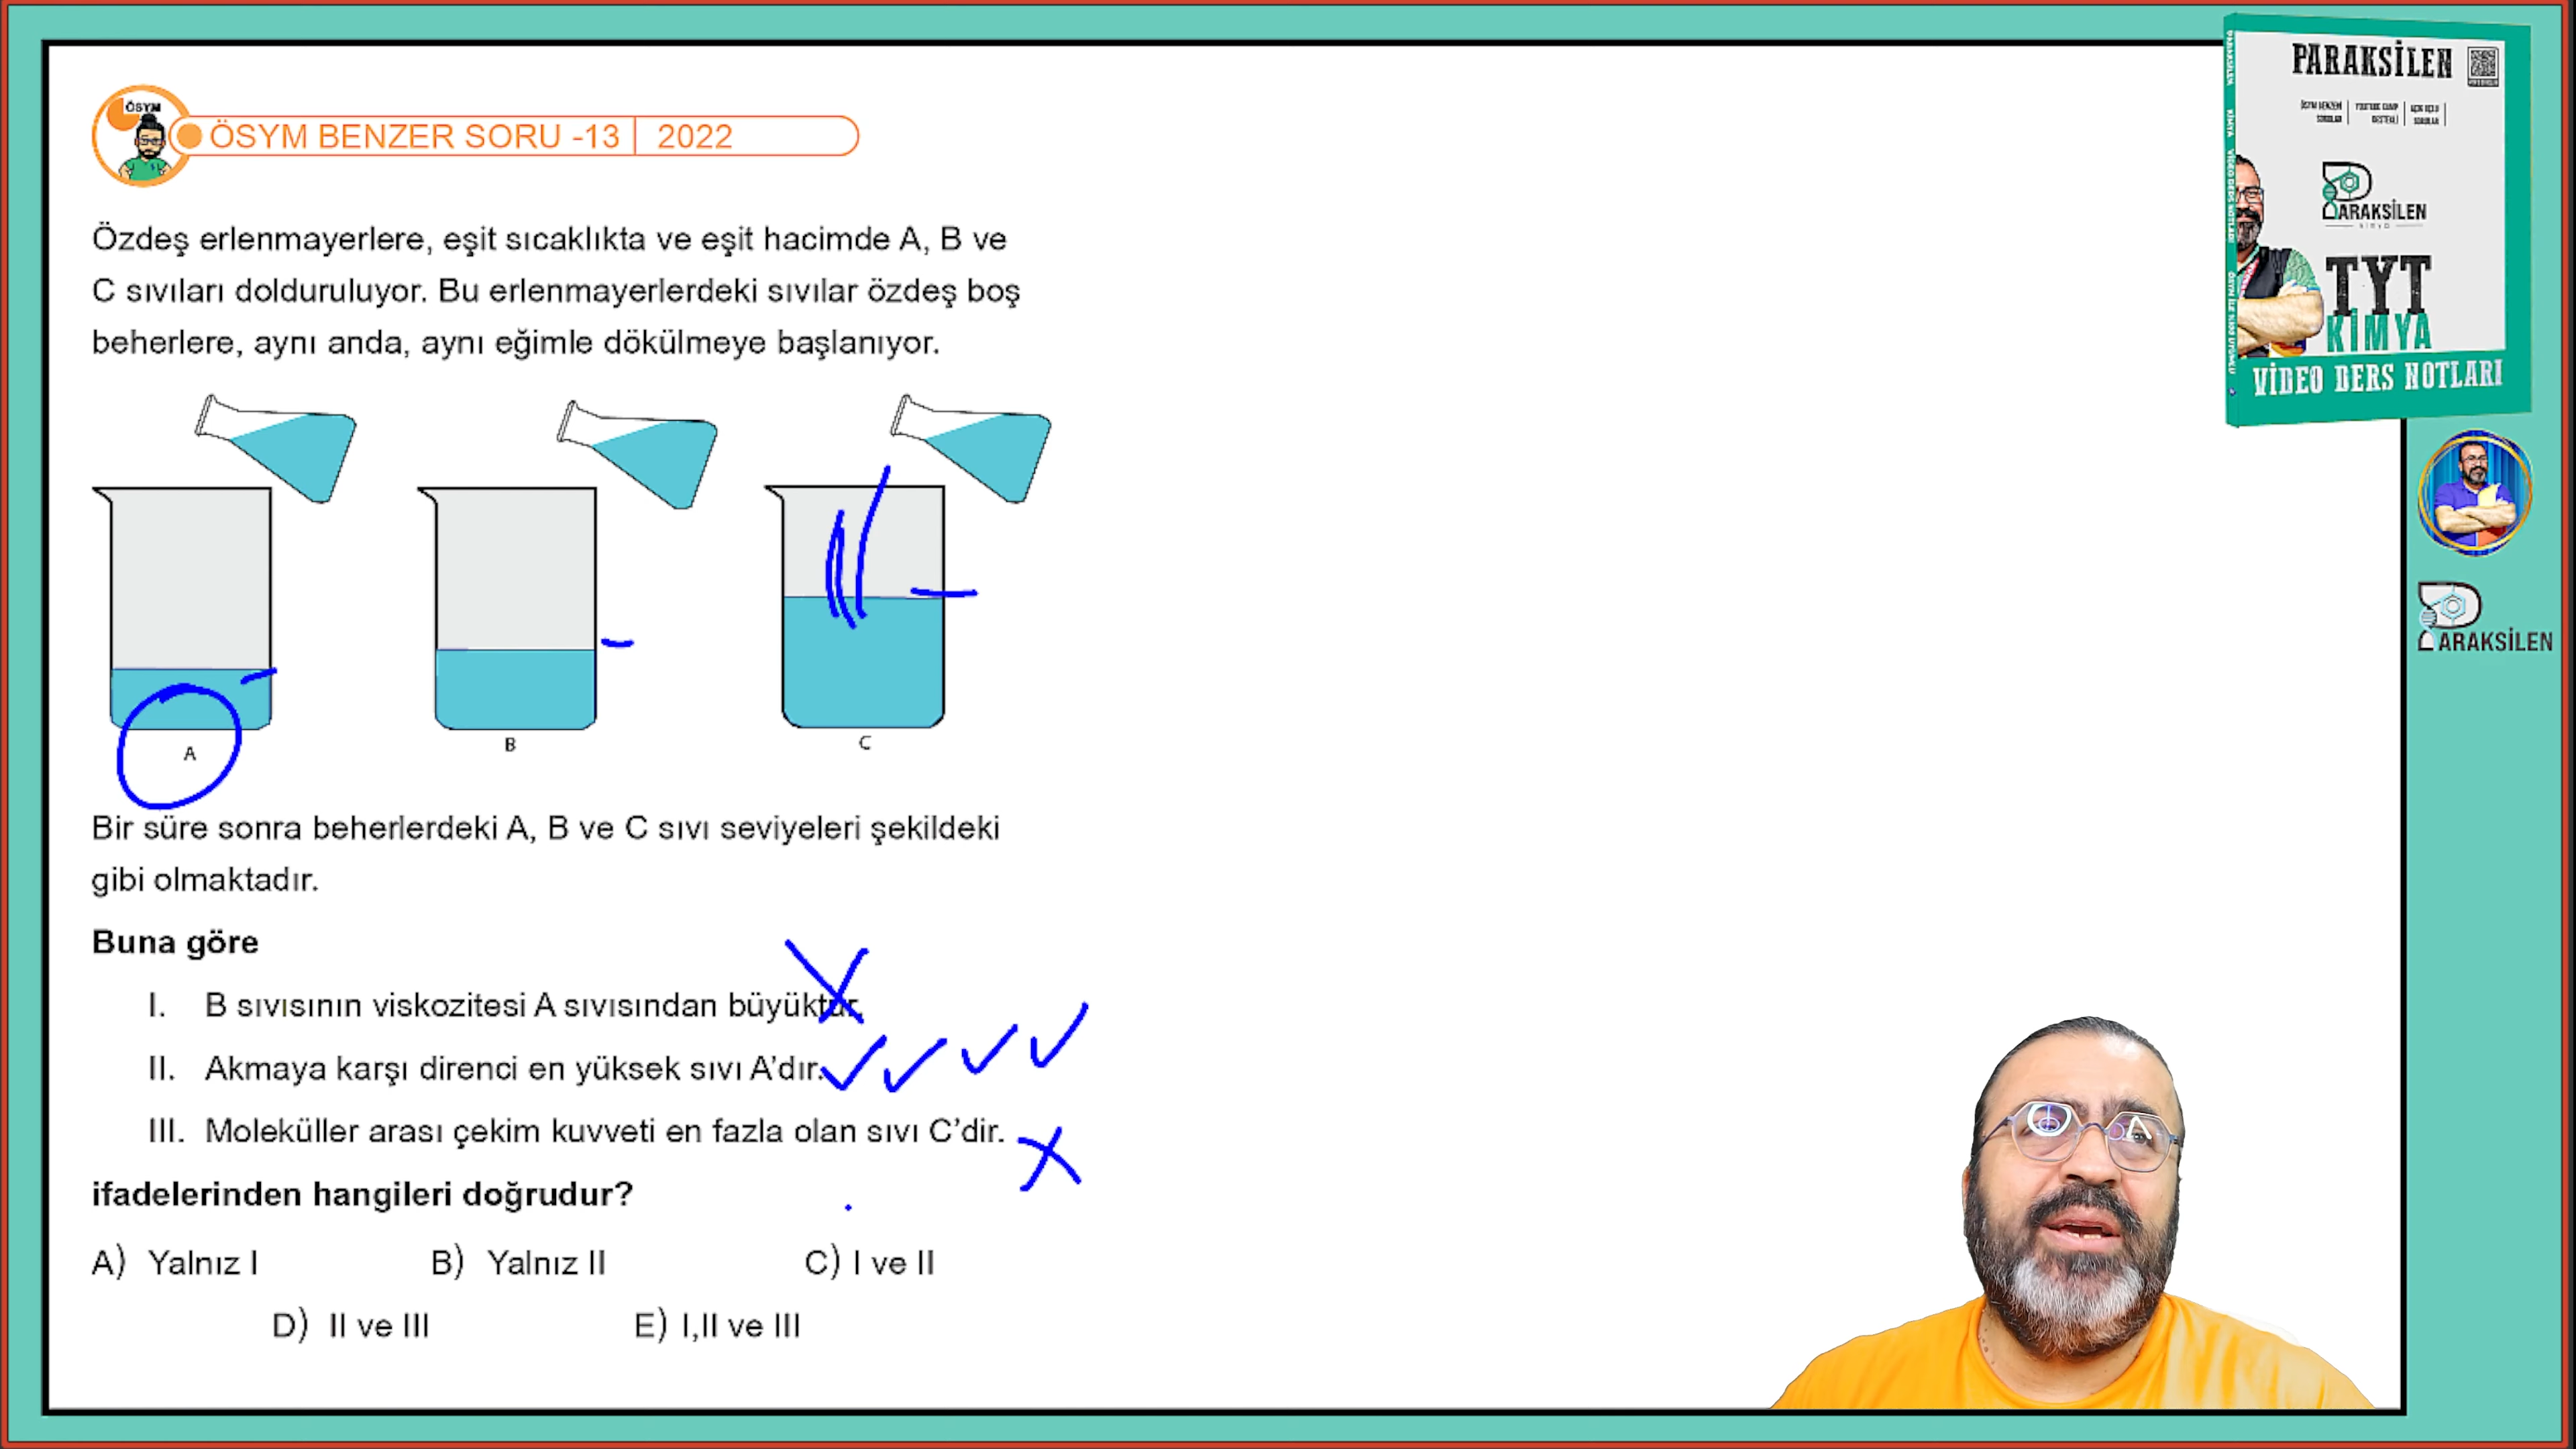 ÖSYM
ÖSYM BENZER SORU -13 | 2022
Özdeş erlenmayerlere, eşit sıcaklıkta ve eşit hacimde A, B ve
C sıvıları dolduruluyor. Bu erlenmayerlerdeki sıvılar özdeş boş
beherlere, aynı anda, aynı eğimle dökülmeye başlanıyor.
A
B
C
Bir süre sonra beherlerdeki A, B ve C sıvı seviyeleri şekildeki
gibi olmaktadır.
Buna göre
I. B sıvısının viskozitesi A sıvısından büyüktür.
II. Akmaya karşı direnci en yüksek sıvı A'dır.
III. Moleküller arası çekim kuvveti en fazla olan sıvı C'dir.
ifadelerinden hangileri doğrudur?
A) Yalnız I B) Yalnız II C) I ve II
D) II ve III E) I,II ve III
PARAKSİLEN
PARAKSİLEN
TYT
KİMYA
VİDEO DERS NOTLARI
PARAKSİLEN